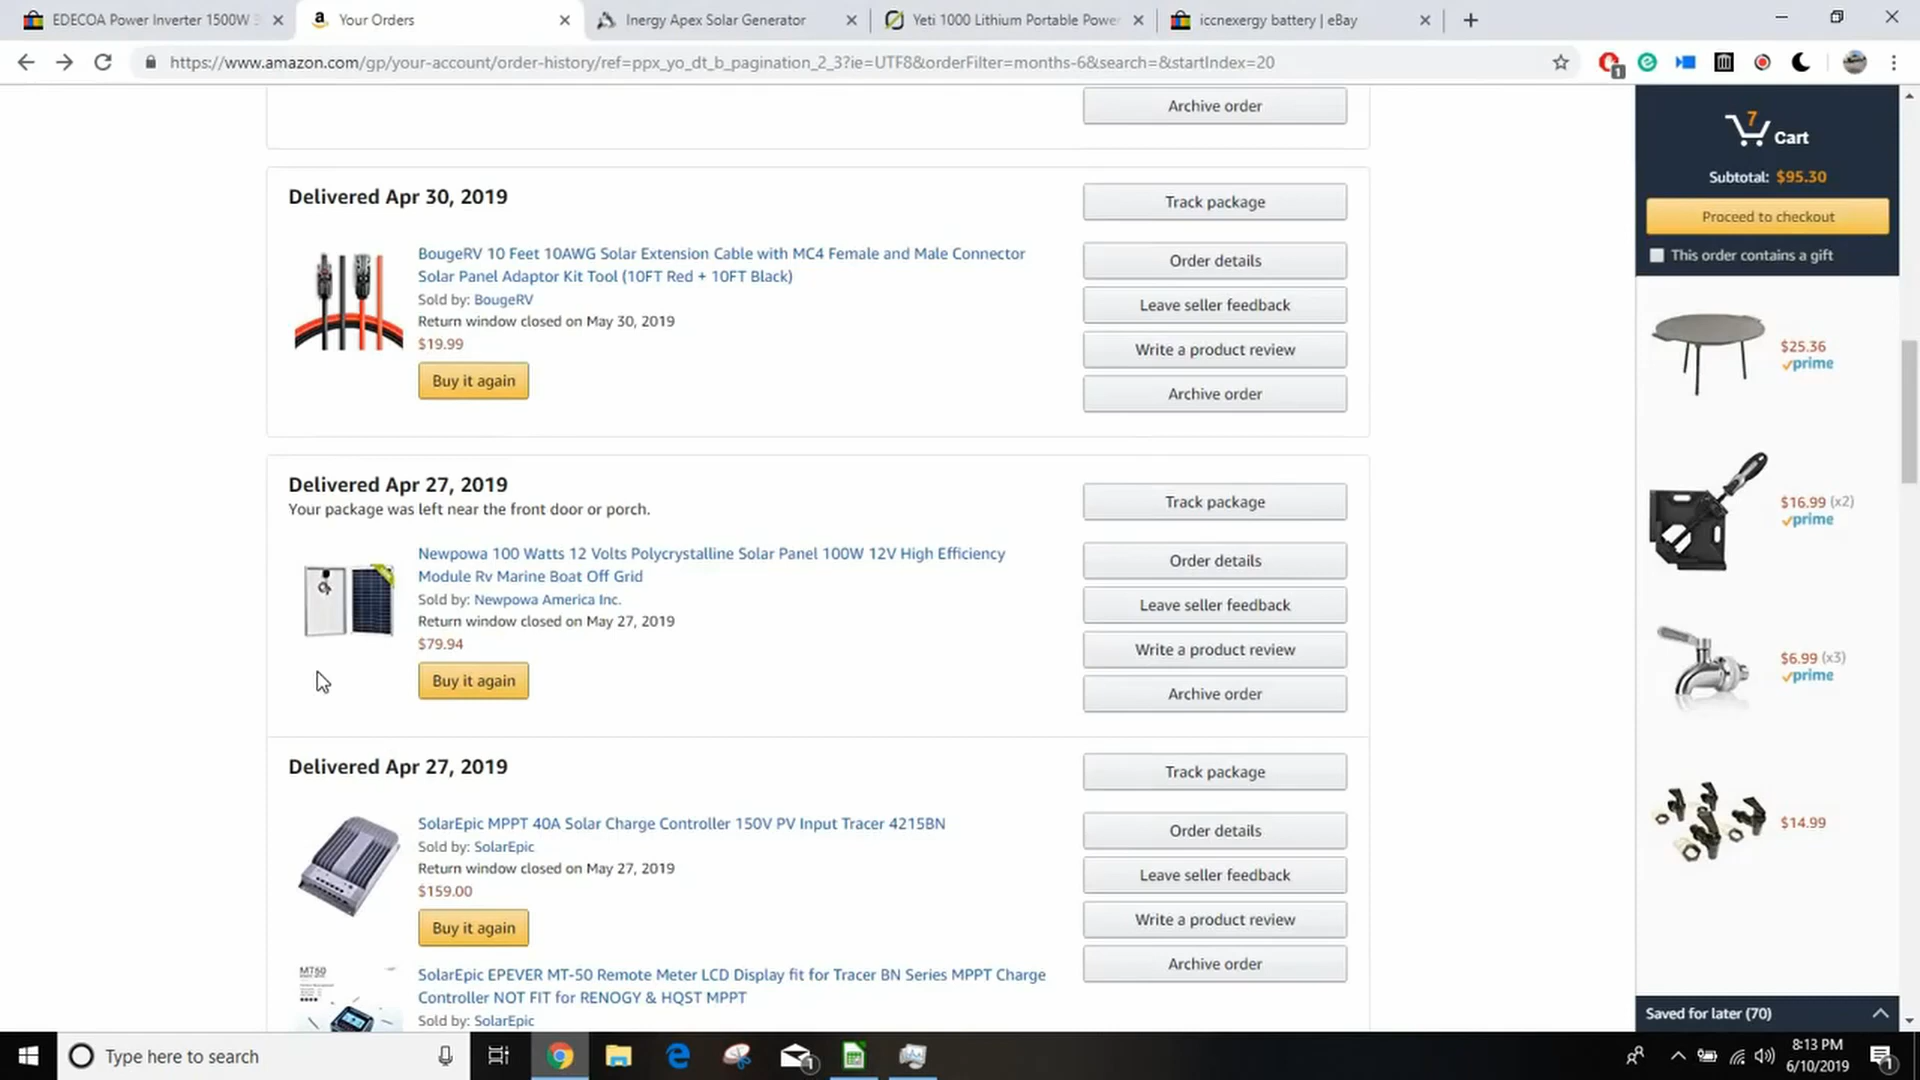 EDECOA Power Inverter 1500W
Your Orders
Inergy Apex Solar Generator
Yeti 1000 Lithium Portable Power
iccnexergy battery | eBay
https://www.amazon.com/gp/your-account/order-history/ref=ppx_yo_dt_b_pagination_2_3?ie=UTF8&orderFilter=months-6&search=&startIndex=20
1
Archive order
Delivered Apr 30, 2019
Track package
BougeRV 10 Feet 10AWG Solar Extension Cable with MC4 Female and Male Connector
Solar Panel Adaptor Kit Tool (10FT Red + 10FT Black)
Sold by: BougeRV
Return window closed on May 30, 2019
$19.99
Buy it again
Order details
Leave seller feedback
Write a product review
Archive order
Delivered Apr 27, 2019
Your package was left near the front door or porch.
Track package
Newpowa 100 Watts 12 Volts Polycrystalline Solar Panel 100W 12V High Efficiency
Module Rv Marine Boat Off Grid
Sold by: Newpowa America Inc.
Return window closed on May 27, 2019
$79.94
Buy it again
Order details
Leave seller feedback
Write a product review
Archive order
Delivered Apr 27, 2019
Track package
SolarEpic MPPT 40A Solar Charge Controller 150V PV Input Tracer 4215BN
Sold by: SolarEpic
Return window closed on May 27, 2019
$159.00
Buy it again
Order details
Leave seller feedback
Write a product review
Archive order
MT50
SolarEpic EPEVER MT-50 Remote Meter LCD Display fit for Tracer BN Series MPPT Charge
Controller NOT FIT for RENOGY & HQST MPPT
Sold by: SolarEpic
7
Cart
Subtotal: $95.30
Proceed to checkout
This order contains a gift
$25.36
prime
$16.99 (x2)
prime
$6.99 (x3)
prime
$14.99
Saved for later (70)
Type here to search
1
8:13 PM
6/10/2019
1